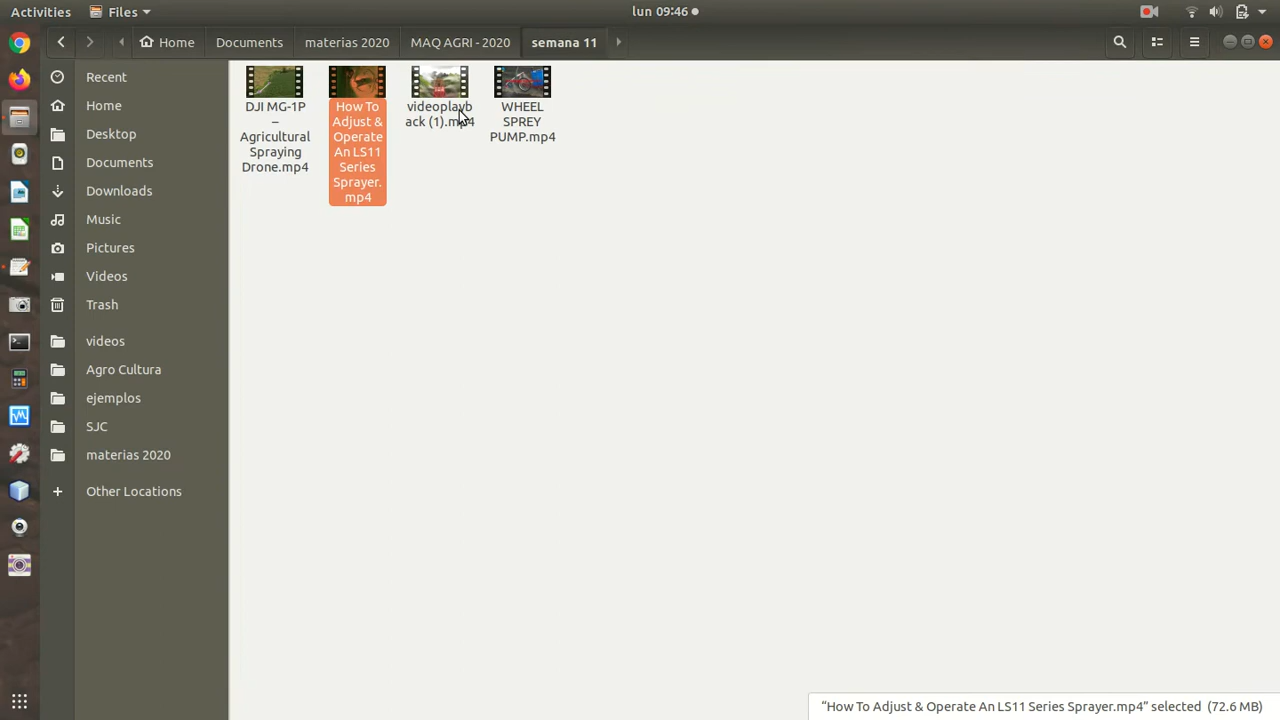 Activities
Files
lun 09:46
Home
Documents
materias 2020
MAQ AGRI - 2020
semana 11
Recent
Home
Desktop
Documents
Downloads
Music
Pictures
Videos
Trash
videos
Agro Cultura
ejemplos
SJC
materias 2020
Other Locations
DJI MG-1P
–
Agricultural
Spraying
Drone.mp4
How To
Adjust &
Operate
An LS11
Series
Sprayer.
mp4
videoplayb
ack (1).mp4
WHEEL
SPREY
PUMP.mp4
“How To Adjust & Operate An LS11 Series Sprayer.mp4” selected (72.6 MB)